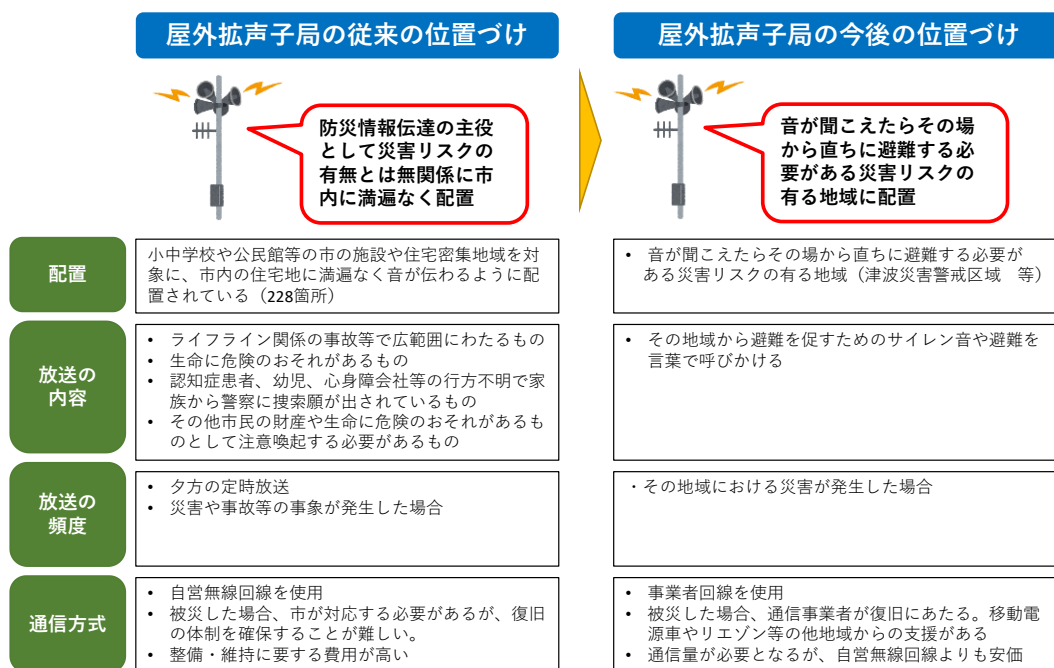 屋外拡声子局の従来の位置づけ
屋外拡声子局の今後の位置づけ
防災情報伝達の主役
として災害リスクの
有無とは無関係に市
内に満遍なく配置
音が聞こえたらその場
から直ちに避難する必
要がある災害リスクの
有る地域に配置
配置
小中学校や公民館等の市の施設や住宅密集地域を対
象に、市内の住宅地に満遍なく音が伝わるように配
置されている（228箇所）
• 音が聞こえたらその場から直ちに避難する必要が
ある災害リスクの有る地域（津波災害警戒区域　等）
放送の
内容
• ライフライン関係の事故等で広範囲にわたるもの
• 生命に危険のおそれがあるもの
• 認知症患者、幼児、心身障会社等の行方不明で家
族から警察に捜索願が出されているもの
• その他市民の財産や生命に危険のおそれがあるも
のとして注意喚起する必要があるもの
• その地域から避難を促すためのサイレン音や避難を
言葉で呼びかける
放送の
頻度
• 夕方の定時放送
• 災害や事故等の事象が発生した場合
・その地域における災害が発生した場合
通信方式
• 自営無線回線を使用
• 被災した場合、市が対応する必要があるが、復旧
の体制を確保することが難しい。
• 整備・維持に要する費用が高い
• 事業者回線を使用
• 被災した場合、通信事業者が復旧にあたる。移動電
源車やリエゾン等の他地域からの支援がある
• 通信量が必要となるが、自営無線回線よりも安価